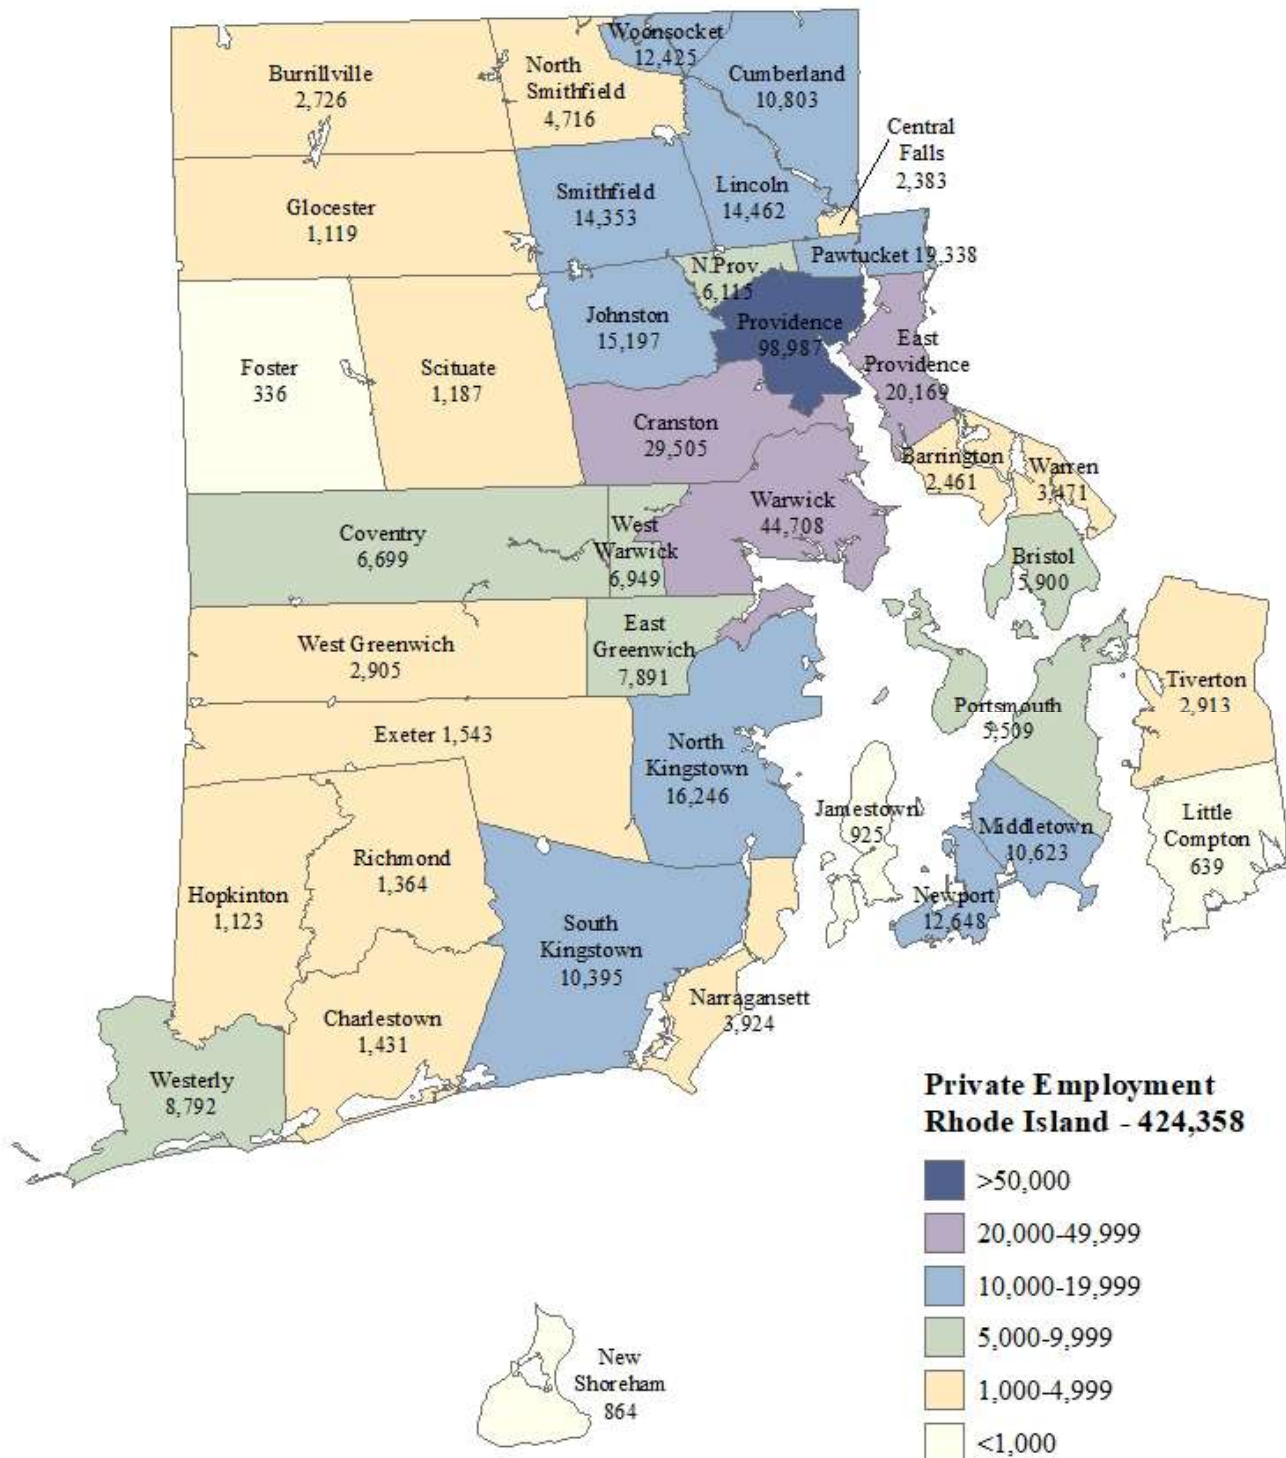 Woonsocket
12,425
Burrillville
2,726
North
Smithfield
4,716
Cumberland
10,803
Central
Falls
2,383
Glocester
1,119
Smithfield
14,353
Lincoln
14,462
N.Prov.
6,115
Pawtucket 19,338
Foster
336
Scituate
1,187
Johnston
15,197
Providence
98,987
East
Providence
20,169
Cranston
29,505
Barrington
2,461
Warren
3,471
Coventry
6,699
West
Warwick
6,949
Warwick
44,708
Bristol
5,900
West Greenwich
2,905
East
Greenwich
7,891
Portsmouth
5,509
Tiverton
2,913
Exeter 1,543
North
Kingstown
16,246
Jamestown
925
Middletown
10,623
Little
Compton
639
Hopkinton
1,123
Richmond
1,364
South
Kingstown
10,395
Newport
12,648
Narragansett
3,924
Charlestown
1,431
Westerly
8,792
New
Shoreham
864
Private Employment
Rhode Island - 424,358
>50,000
20,000-49,999
10,000-19,999
5,000-9,999
1,000-4,999
<1,000